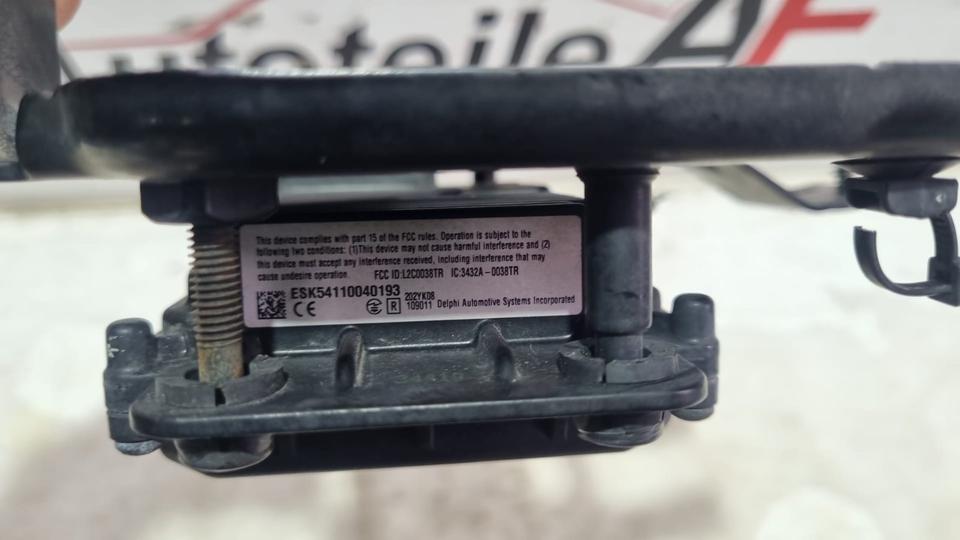 autoteile AF
This device complies with part 15 of the FCC rules. Operation is subject to the
following two conditions: (1)This device may not cause harmful interference and (2)
this device must accept any interference received, including interference that may
cause undesire operation. FCC ID:L2C0038TR IC:3432A-0038TR
ESK54110040193
CE R 202YK08
109011 Delphi Automotive Systems Incorporated